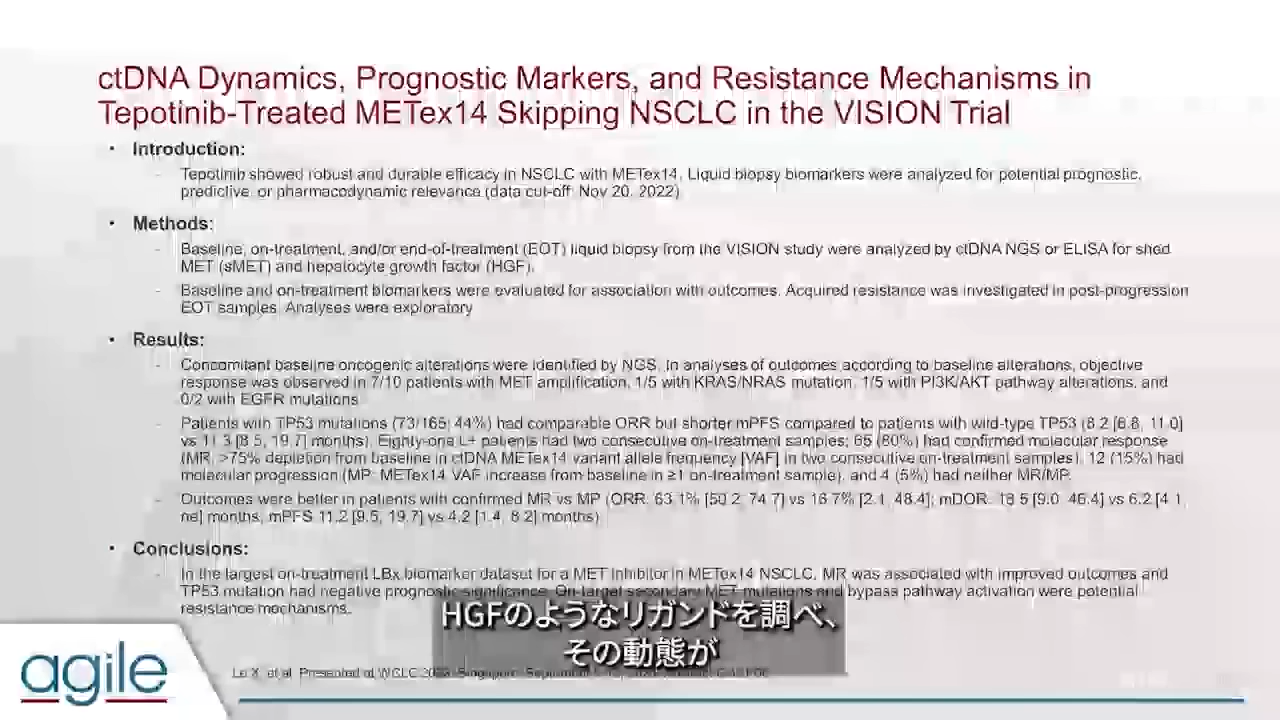 ctDNA Dynamics, Prognostic Markers, and Resistance Mechanisms in
Tepotinib-Treated METex14 Skipping NSCLC in the VISION Trial
• Introduction:
- Tepotinib showed robust and durable efficacy in NSCLC with METex14. Liquid biopsy biomarkers were analyzed for potential prognostic,
predictive, or pharmacodynamic relevance (data cut-off: Nov 20, 2022)
• Methods:
- Baseline, on-treatment, and/or end-of-treatment (EOT) liquid biopsy from the VISION study were analyzed by ctDNA NGS or ELISA for shed
MET (sMET) and hepatocyte growth factor (HGF).
- Baseline and on-treatment biomarkers were evaluated for association with outcomes. Acquired resistance was investigated in post-progression
EOT samples. Analyses were exploratory
• Results:
- Concomitant baseline oncogenic alterations were identified by NGS. In analyses of outcomes according to baseline alterations, objective
response was observed in 7/10 patients with MET amplification, 1/5 with KRAS/NRAS mutation, 1/5 with PI3K/AKT pathway alterations, and
0/2 with EGFR mutations
- Patients with TP53 mutations (73/165; 44%) had comparable ORR but shorter mPFS compared to patients with wild-type TP53 (8.2 [6.8, 11.0]
vs 11.3 [8.5, 19.7] months). Eighty-one L+ patients had two consecutive on-treatment samples; 65 (80%) had confirmed molecular response
(MR; >75% depletion from baseline in ctDNA METex14 variant allele frequency [VAF] in two consecutive on-treatment samples), 12 (15%) had
molecular progression (MP: METex14 VAF increase from baseline in ≥1 on-treatment sample), and 4 (5%) had neither MR/MP.
- Outcomes were better in patients with confirmed MR vs MP (ORR: 63.1% [50.2, 74.7] vs 16.7% [2.1, 48.4]; mDOR: 18.5 [9.0, 46.4] vs 6.2 [4.1,
ne] months, mPFS 11.2 [9.5, 19.7] vs 4.2 [1.4, 8.2] months)
• Conclusions:
- In the largest on-treatment LBx biomarker dataset for a MET inhibitor in METex14 NSCLC, MR was associated with improved outcomes and
TP53 mutation had negative prognostic significance. On-target secondary MET mutations and bypass pathway activation were potential
resistance mechanisms.
HGFのようなリガンドを調べ、
その動態が
agile
Le X, et al. Presented at WCLC Singapore